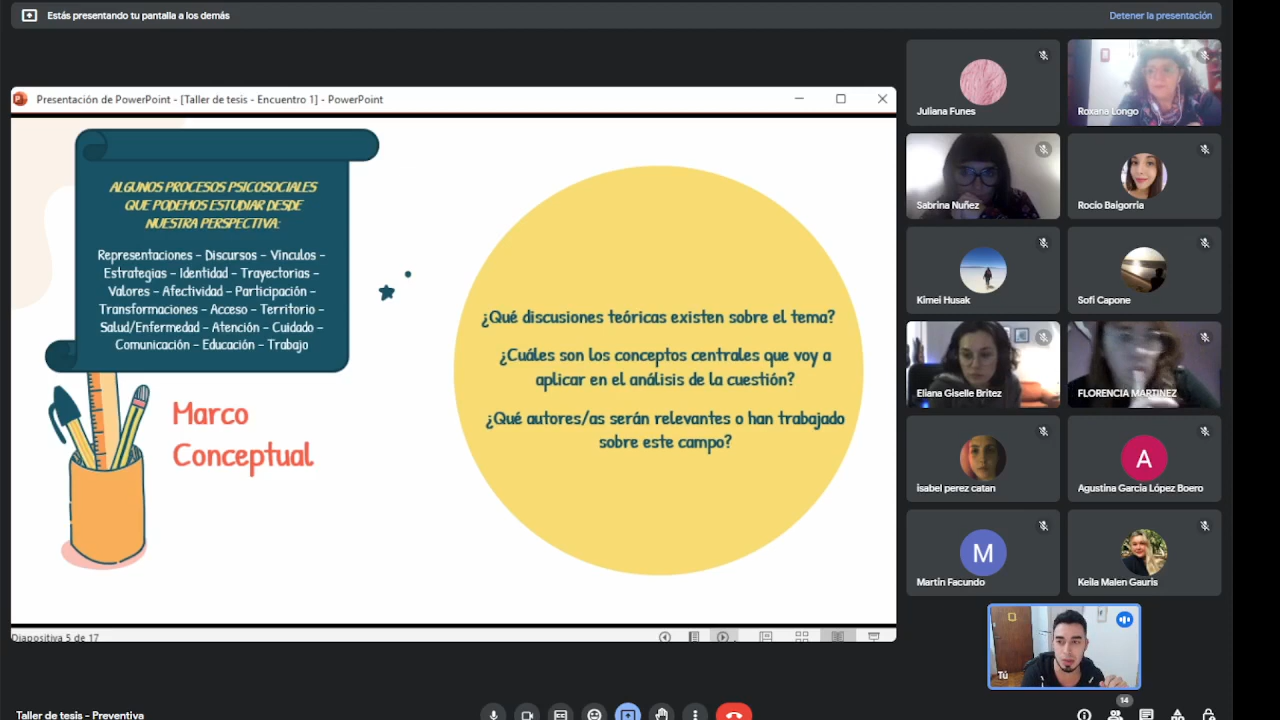 Estás presentando tu pantalla a los demás
Detener la presentación
Presentación de PowerPoint - [Taller de tesis - Encuentro 1] - PowerPoint
ALGUNOS PROCESOS PSICOSOCIALES
QUE PODEMOS ESTUDIAR DESDE
NUESTRA PERSPECTIVA:
Representaciones - Discursos - Vínculos -
Estrategias - Identidad - Trayectorias -
Valores - Afectividad - Participación -
Transformaciones - Acceso - Territorio -
Salud/Enfermedad - Atención - Cuidado -
Comunicación - Educación - Trabajo
Marco
Conceptual
¿Qué discusiones teóricas existen sobre el tema?
¿Cuáles son los conceptos centrales que voy a
aplicar en el análisis de la cuestión?
¿Qué autores/as serán relevantes o han trabajado
sobre este campo?
Diapositiva 5 de 17
Juliana Funes
Roxana Longo
Sabrina Nuñez
Rocío Baigorria
Kimei Husak
Sofi Capone
Eliana Giselle Britez
FLORENCIA MARTINEZ
isabel perez catan
A
Agustina García López Boero
M
Martín Facundo
Keila Malen Gauris
Tú
14
Taller de tesis - Preventiva